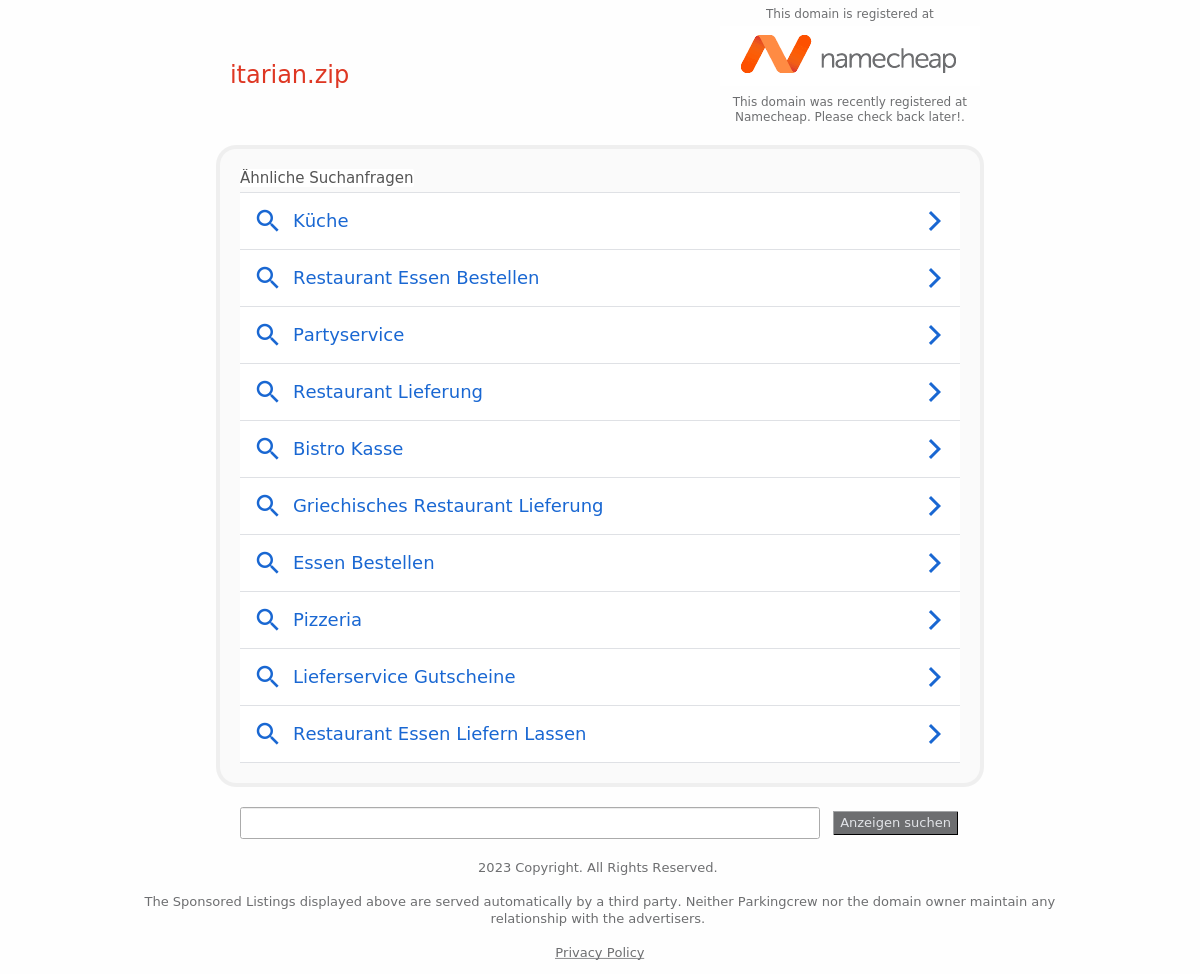 This domain is registered at
namecheap
itarian.zip
This domain was recently registered at
Namecheap. Please check back later!.
Ähnliche Suchanfragen
Küche
Restaurant Essen Bestellen
Partyservice
Restaurant Lieferung
Bistro Kasse
Griechisches Restaurant Lieferung
Essen Bestellen
Pizzeria
Lieferservice Gutscheine
Restaurant Essen Liefern Lassen
Anzeigen suchen
2023 Copyright. All Rights Reserved.
The Sponsored Listings displayed above are served automatically by a third party. Neither Parkingcrew nor the domain owner maintain any
relationship with the advertisers.
Privacy Policy